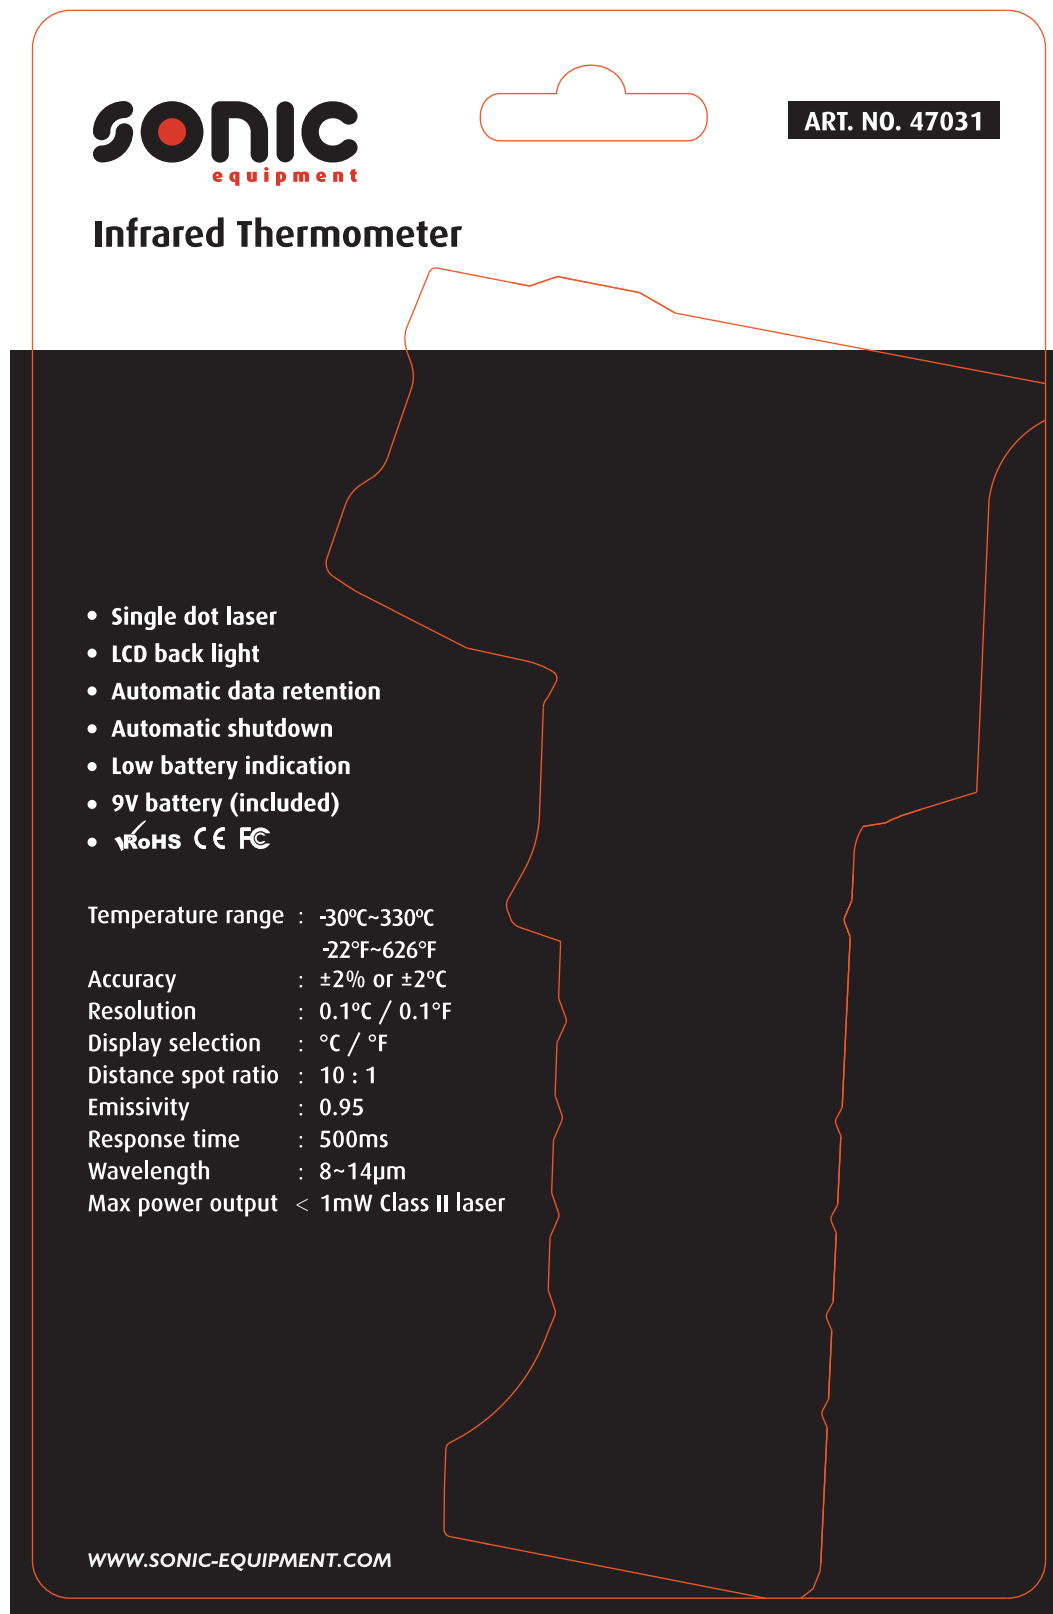 SONIC
equipment
ART. NO. 47031
Infrared Thermometer
• Single dot laser
• LCD back light
• Automatic data retention
• Automatic shutdown
• Low battery indication
• 9V battery (included)
• RoHS CE FC
Temperature range : -30ºC~330ºC
-22°F~626°F
Accuracy : ±2% or ±2ºC
Resolution : 0.1ºC / 0.1°F
Display selection : °C / °F
Distance spot ratio : 10 : 1
Emissivity : 0.95
Response time : 500ms
Wavelength : 8~14µm
Max power output < 1mW Class II laser
WWW.SONIC-EQUIPMENT.COM